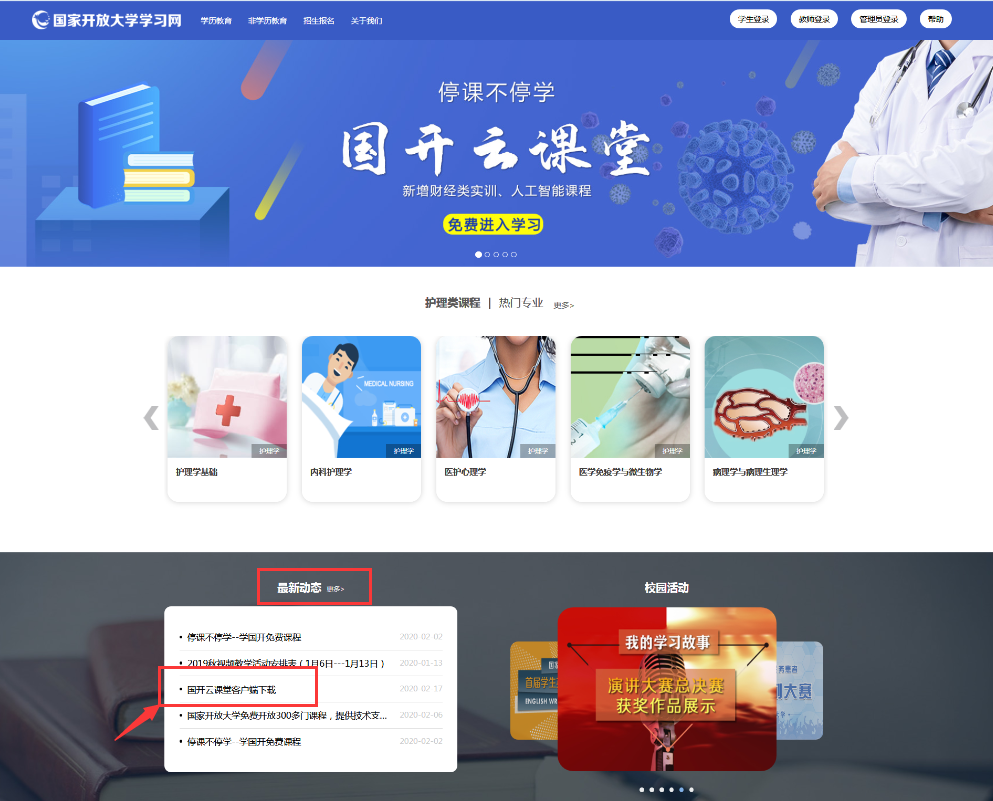 国家开放大学学习网 学历教育 非学历教育 招生报名 关于我们 学生登录 教师登录 管理员登录 帮助
停课不停学
国开云课堂
新增财经类实训、人工智能课程
免费进入学习
护理类课程 | 热门专业 更多>
MEDICAL NURBING
护理学 护理学 护理学 护理学 护理学
护理学基础 内科护理学 医护心理学 医学免疫学与微生物学 病理学与病理生理学
最新动态 更多>
停课不停学--学国开免费课程 2020-02-02
2019秋视频教学活动安排表(1月6日---1月13日) 2020-01-13
国开云课堂客户端下载 2020-02-17
国家开放大学免费开放300多门课程，提供技术支... 2020-02-06
停课不停学--学国开免费课程 2020-02-02
校园活动
我的学习故事
演讲大赛总决赛
获奖作品展示
首届学生
ENGLISH WRI
大赛